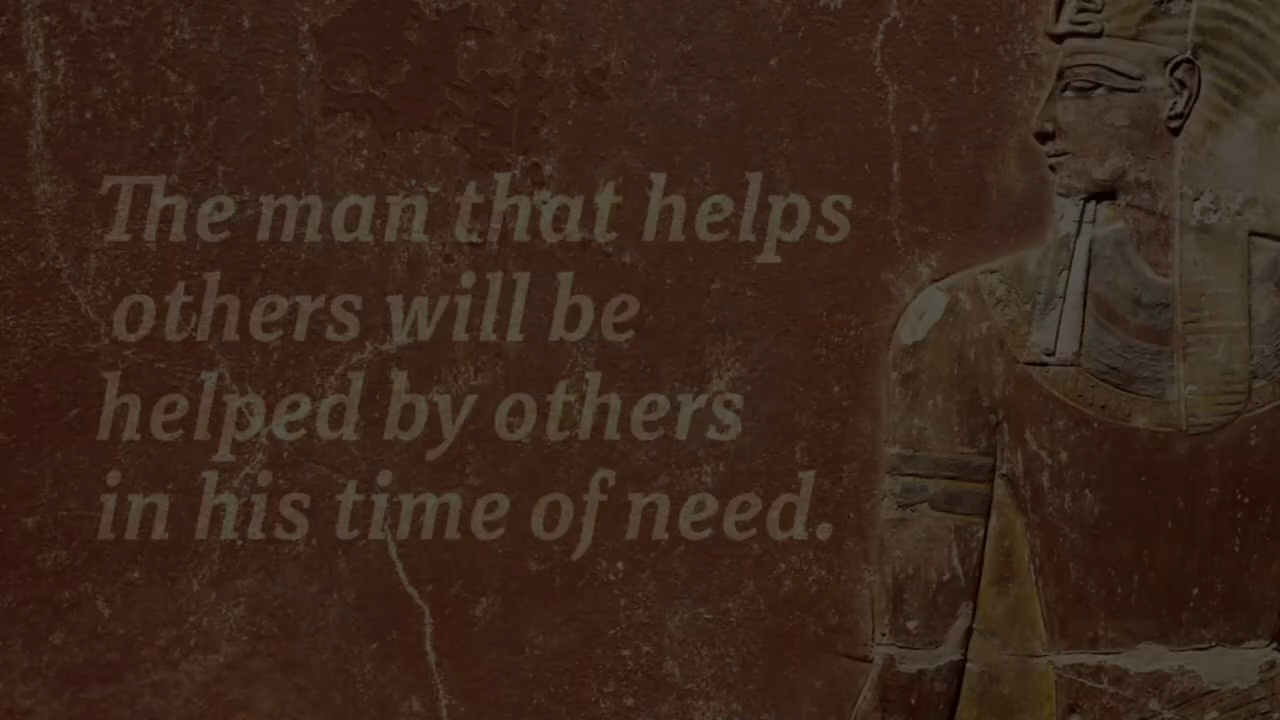 The man that helps
others will be
helped by others
in his time of need.